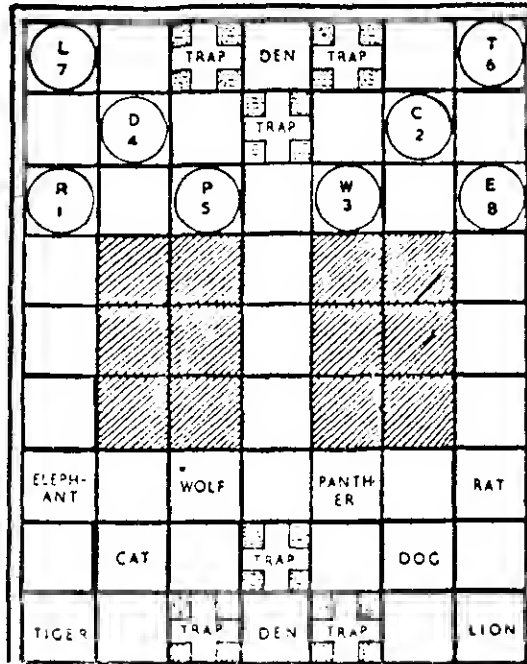 L TRAP DEN TRAP T
7 6
D TRAP C
4 2
R P W E
1 5 3 8
ELEPH- WOLF PANTH- RAT
ANT ER
CAT TRAP DOG
TIGER TRAP DEN TRAP LION